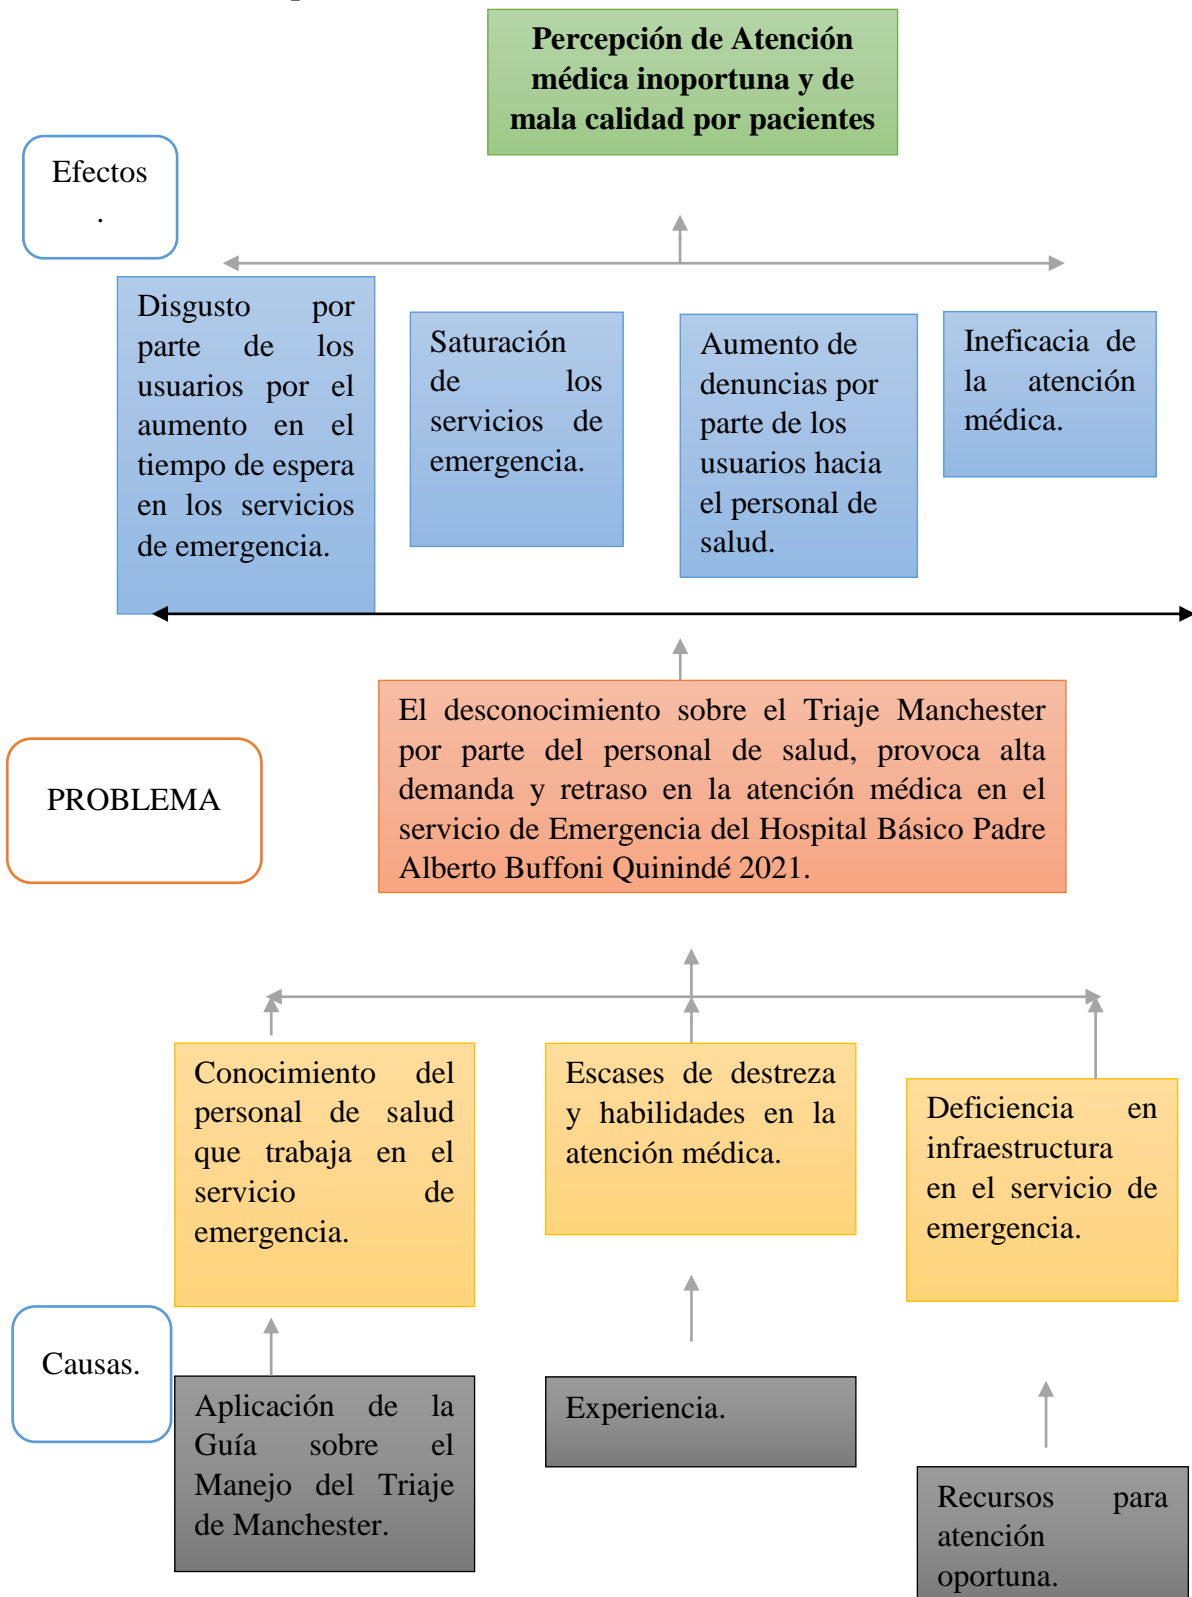 Percepción de Atención
médica inoportuna y de
mala calidad por pacientes
Efectos
.
Disgusto por
parte de los
usuarios por el
aumento en el
tiempo de espera
en los servicios
de emergencia.
Saturación
de los
servicios de
emergencia.
Aumento de
denuncias por
parte de los
usuarios hacia
el personal de
salud.
Ineficacia de
la atención
médica.
El desconocimiento sobre el Triaje Manchester
por parte del personal de salud, provoca alta
demanda y retraso en la atención médica en el
servicio de Emergencia del Hospital Básico Padre
Alberto Buffoni Quinindé 2021.
PROBLEMA
Conocimiento del
personal de salud
que trabaja en el
servicio de
emergencia.
Escases de destreza
y habilidades en la
atención médica.
Deficiencia en
infraestructura
en el servicio de
emergencia.
Causas.
Aplicación de la
Guía sobre el
Manejo del Triaje
de Manchester.
Experiencia.
Recursos para
atención
oportuna.